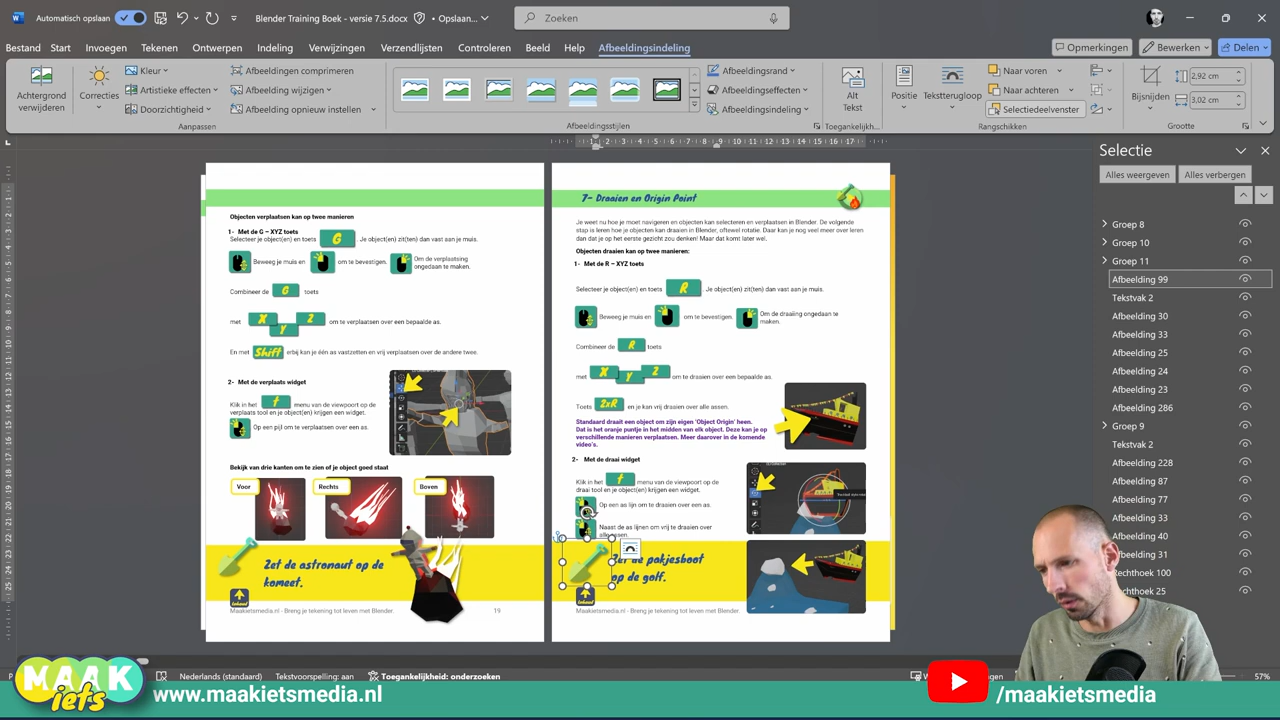 Automatisch opslaan
Blender Training Boek - versie 7.5.docx
Opslaan...
Zoeken
Bestand Start Invoegen Tekenen Ontwerpen Indeling Verwijzingen Verzendlijsten Controleren Beeld Help Afbeeldingsindeling
Opmerkingen
Bewerken
Delen
Achtergrond verwijderen
Correcties
Kleur
Artistieke effecten
Doorzichtigheid
Afbeeldingen comprimeren
Afbeelding wijzigen
Afbeelding opnieuw instellen
Aanpassen
Afbeeldingsstijlen
Afbeeldingsrand
Afbeeldingseffecten
Afbeeldingsindeling
Alt Tekst
Toegankelijkh...
Positie
Tekstterugloop
Naar voren
Naar achteren
Selectiedeelvenster
Rangschikken
Bijsnijden
2,92 cm
3,02 cm
Grootte
Objecten verplaatsen kan op twee manieren
1- Met de G – XYZ toets
Selecteer je object(en) en toets G . Je object(en) zit(ten) dan vast aan je muis.
Beweeg je muis en om te bevestigen. Om de verplaatsing
ongedaan te maken.
Combineer de G toets
met X Y Z om te verplaatsen over een bepaalde as.
En met Shift erbij kan je één as vastzetten en vrij verplaatsen over de andere twee.
2- Met de verplaats widget
Klik in het t menu van de viewpoort op de
verplaats tool en je object(en) krijgen een widget.
Op een pijl om te verplaatsen over een as.
Bekijk van drie kanten om te zien of je object goed staat
Voor
Rechts
Boven
Zet de astronaut op de
komeet.
Maakietsmedia.nl - Breng je tekening tot leven met Blender.
19
7- Draaien en Origin Point
Je weet nu hoe je moet navigeren en objecten kan selecteren en verplaatsen in Blender. De volgende
stap is leren hoe je objecten kan draaien in Blender, oftewel rotatie. Daar kan je nog veel meer over leren
dan dat je op het eerste gezicht zou denken! Maar dat komt later wel.
Objecten draaien kan op twee manieren:
1- Met de R – XYZ toets
Selecteer je object(en) en toets R . Je object(en) zit(ten) dan vast aan je muis.
Beweeg je muis en om te bevestigen. Om de draaiing ongedaan te
maken.
Combineer de R toets
met X Y Z om te draaien over een bepaalde as.
Toets 2xR en je kan vrij draaien over alle assen.
Standaard draait een object om zijn eigen 'Object Origin' heen.
Dat is het oranje puntje in het midden van elk object. Deze kan je op
verschillende manieren verplaatsen. Meer daarover in de komende
video's.
2- Met de draai widget
Klik in het t menu van de viewpoort op de
draai tool en je object(en) krijgen een widget.
Op een as lijn om te draaien over een as.
Naast de as lijnen om vrij te draaien over
alle assen.
Zet de pakjesboot
op de golf.
Maakietsmedia.nl - Breng je tekening tot leven met Blender.
Selectie
Alles weergeven
Alles verbergen
Groep 8
Groep 10
Groep 11
Afbeelding 98
Tekstvak 2
Groep 7
Afbeelding 33
Afbeelding 25
Afbeelding 24
Afbeelding 23
Afbeelding 28
Groep 9
Tekstvak 2
Afbeelding 228
Afbeelding 87
Afbeelding 77
Afbeelding 33
Afbeelding 40
Afbeelding 31
Rechthoek 100
Rechthoek 25
Nederlands (standaard)
Tekstvoorspelling: aan
Toegankelijkheid: onderzoeken
57%
MAAK
iets
www.maakietsmedia.nl
/maakietsmedia